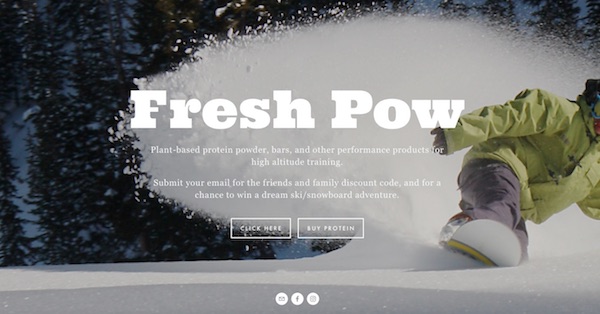 Fresh Pow
Plant-based protein powder, bars, and other performance products for
high altitude training.
Submit your email for the friends and family discount code, and for a
chance to win a dream ski/snowboard adventure.
CLICK HERE
BUY PROTEIN